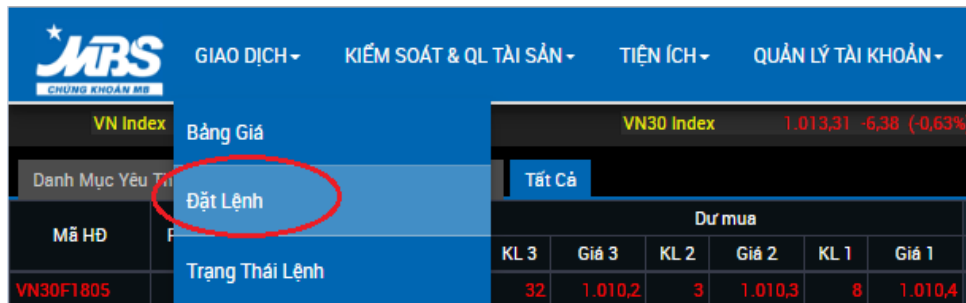 MBS
CHỨNG KHOÁN MB
GIAO DỊCH KIỂM SOÁT & QL TÀI SẢN TIỆN ÍCH QUẢN LÝ TÀI KHOẢN
VN Index VN30 Index 1.013,31 -6,38 (-0,63%
Bảng Giá
Danh Mục Yêu Tất Cả
Đặt Lệnh
Dư mua
Mã HĐ
KL 3 Giá 3 KL 2 Giá 2 KL 1 Giá 1
Trạng Thái Lệnh
VN30F1805 32 1.010,2 3 1.010,3 8 1.010,4